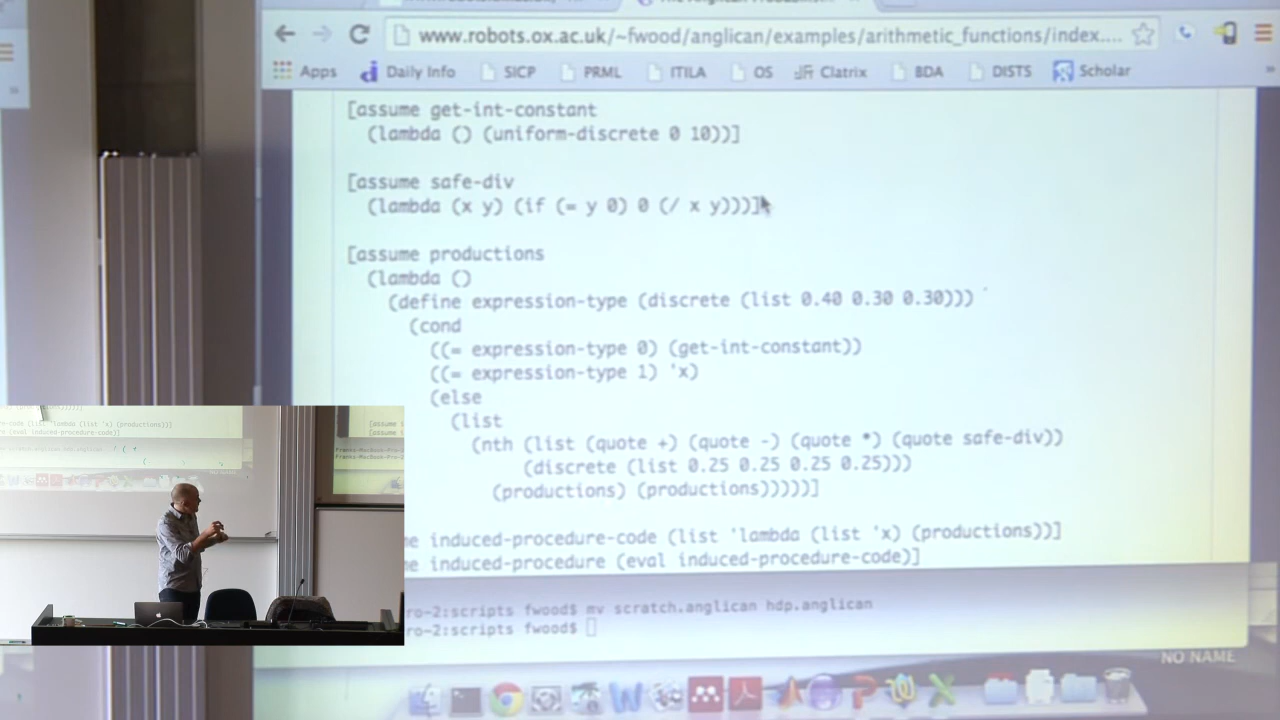 www.robots.ox.ac.uk/~fwood/anglican/examples/arithmetic_functions/index....
Apps Daily Info SICP PRML ITILA OS Clatrix BDA DISTS Scholar
[assume get-int-constant
(lambda () (uniform-discrete 0 10))]
[assume safe-div
(lambda (x y) (if (= y 0) 0 (/ x y)))]
[assume productions
(lambda ()
(define expression-type (discrete (list 0.40 0.30 0.30)))
(cond
((= expression-type 0) (get-int-constant))
((= expression-type 1) 'x)
(else
(list
(nth (list (quote +) (quote -) (quote *) (quote safe-div))
(discrete (list 0.25 0.25 0.25 0.25)))
(productions) (productions)))))]
induced-procedure-code (list 'lambda (list 'x) (productions))]
induced-procedure (eval induced-procedure-code)]
ro-2:scripts fwood$ mv scratch.anglican hdp.anglican
ro-2:scripts fwood$
NO NAME